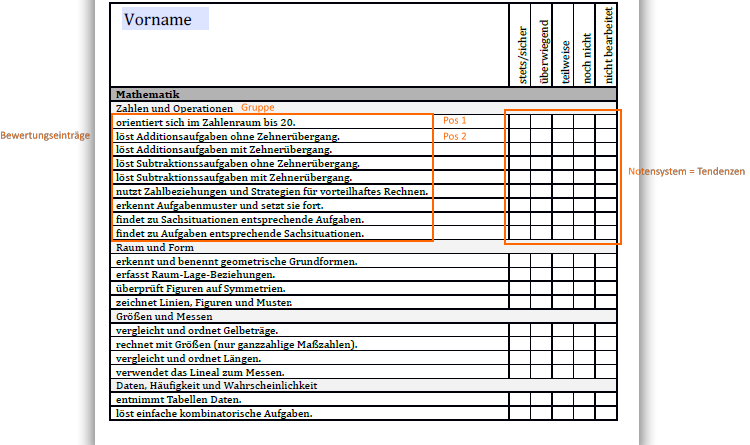 Vorname
stets/sicher
überwiegend
teilweise
noch nicht
nicht bearbeitet
Mathematik
Zahlen und Operationen Gruppe
orientiert sich im Zahlenraum bis 20. Pos 1
Bewertungseinträge
löst Additionsaufgaben ohne Zehnerübergang. Pos 2
löst Additionsaufgaben mit Zehnerübergang.
löst Subtraktionssaufgaben ohne Zehnerübergang.
Notensystem = Tendenzen
löst Subtraktionssaufgaben mit Zehnerübergang.
nutzt Zahlbeziehungen und Strategien für vorteilhaftes Rechnen.
erkennt Aufgabenmuster und setzt sie fort.
findet zu Sachsituationen entsprechende Aufgaben.
findet zu Aufgaben entsprechende Sachsituationen.
Raum und Form
erkennt und benennt geometrische Grundformen.
erfasst Raum-Lage-Beziehungen.
überprüft Figuren auf Symmetrien.
zeichnet Linien, Figuren und Muster.
Größen und Messen
vergleicht und ordnet Gelbeträge.
rechnet mit Größen (nur ganzzahlige Maßzahlen).
vergleicht und ordnet Längen.
verwendet das Lineal zum Messen.
Daten, Häufigkeit und Wahrscheinlichkeit
entnimmt Tabellen Daten.
löst einfache kombinatorische Aufgaben.